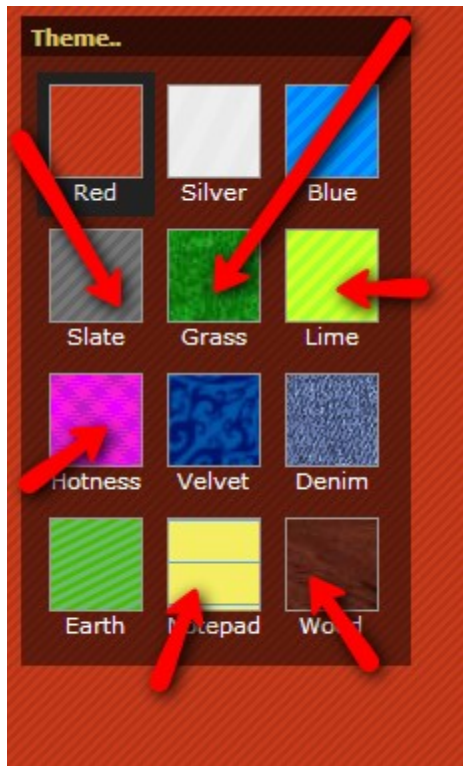 Theme..
Red Silver Blue
Slate Grass Lime
Hotness Velvet Denim
Earth Notepad Wood